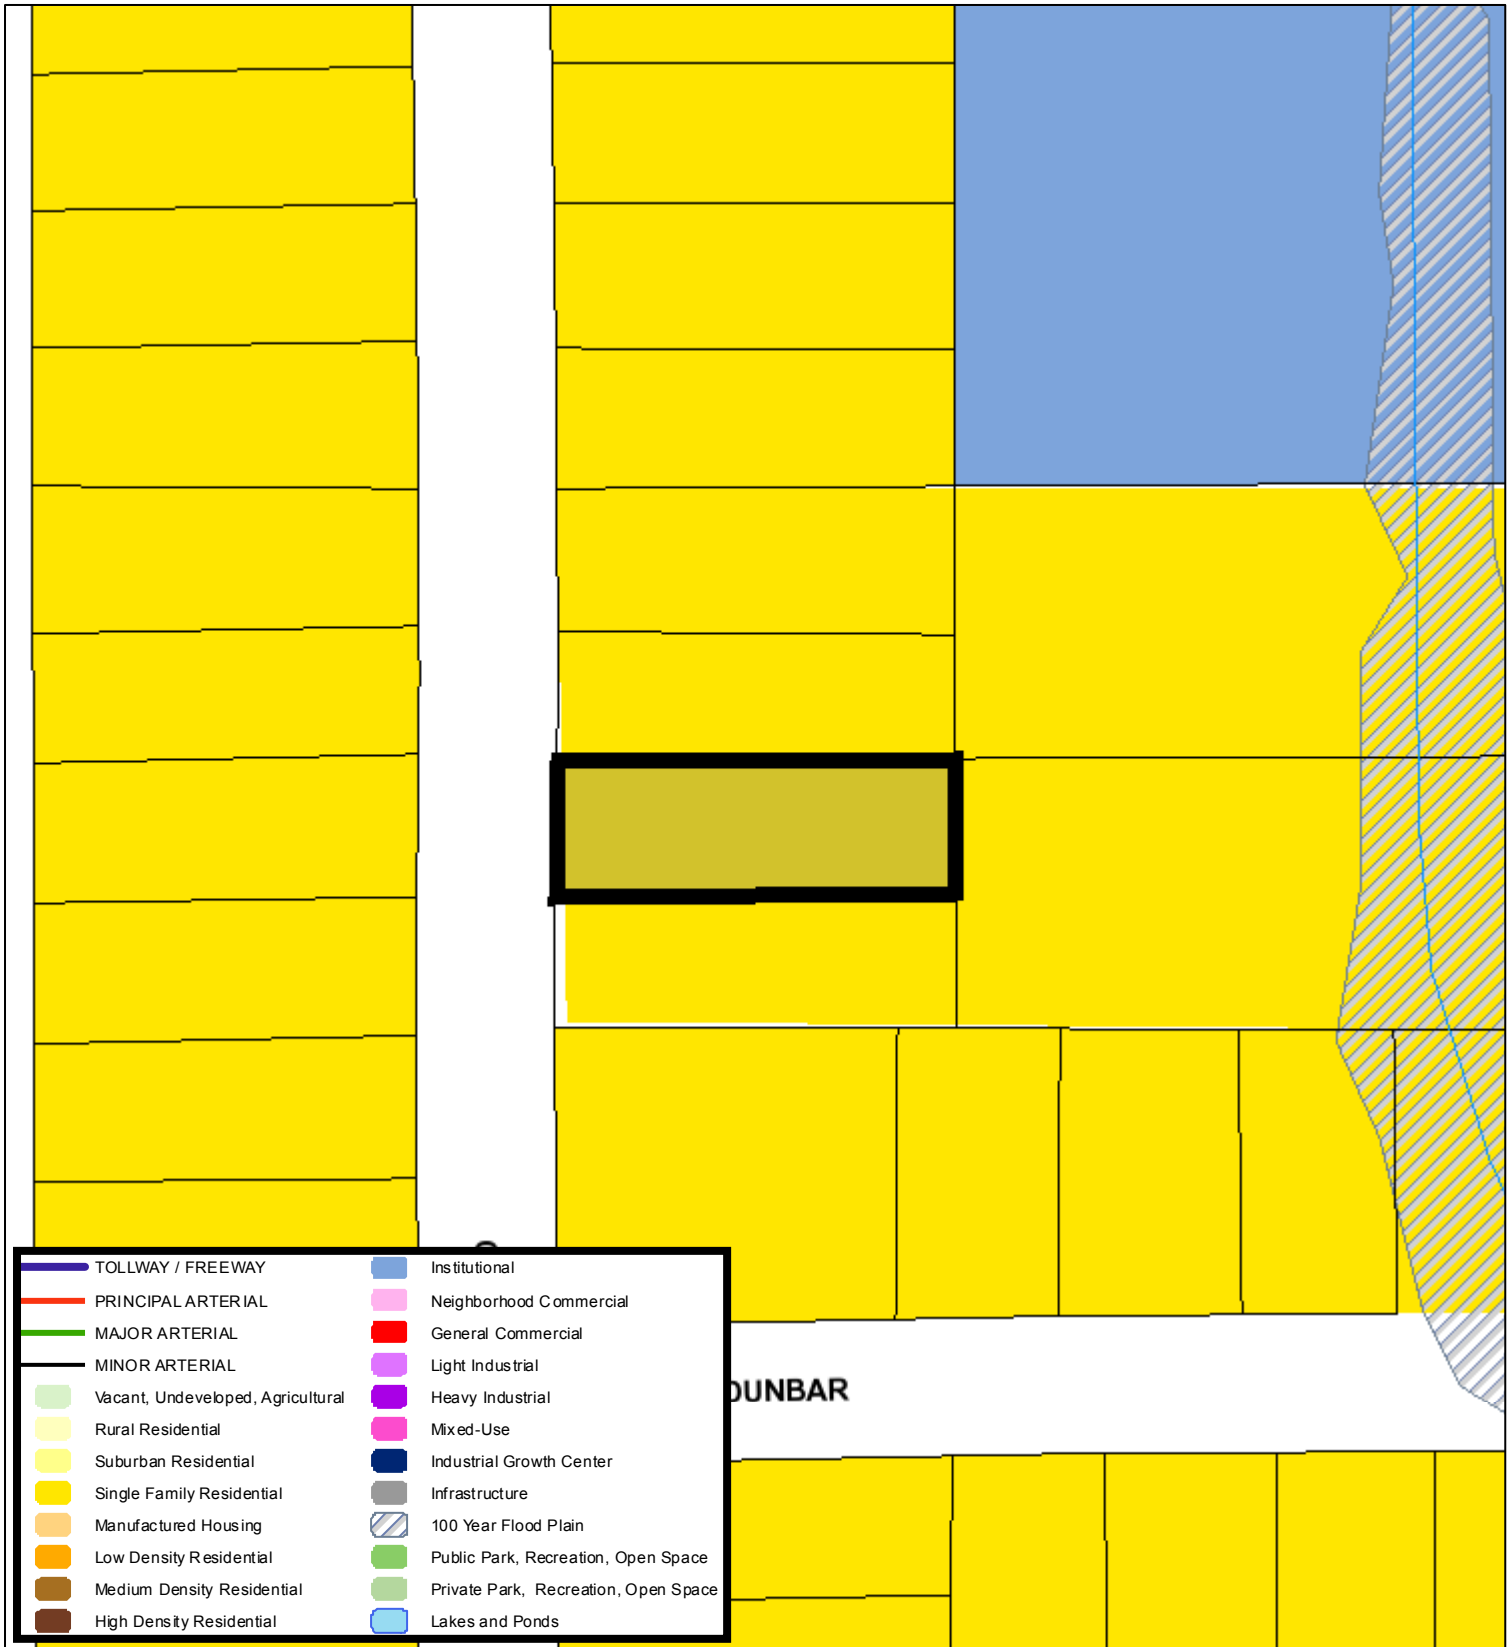 TOLLWAY / FREEWAY
PRINCIPAL ARTERIAL
MAJOR ARTERIAL
MINOR ARTERIAL
Vacant, Undeveloped, Agricultural
Rural Residential
Suburban Residential
Single Family Residential
Manufactured Housing
Low Density Residential
Medium Density Residential
High Density Residential
Institutional
Neighborhood Commercial
General Commercial
Light Industrial
Heavy Industrial
Mixed-Use
Industrial Growth Center
Infrastructure
100 Year Flood Plain
Public Park, Recreation, Open Space
Private Park, Recreation, Open Space
Lakes and Ponds
DUNBAR